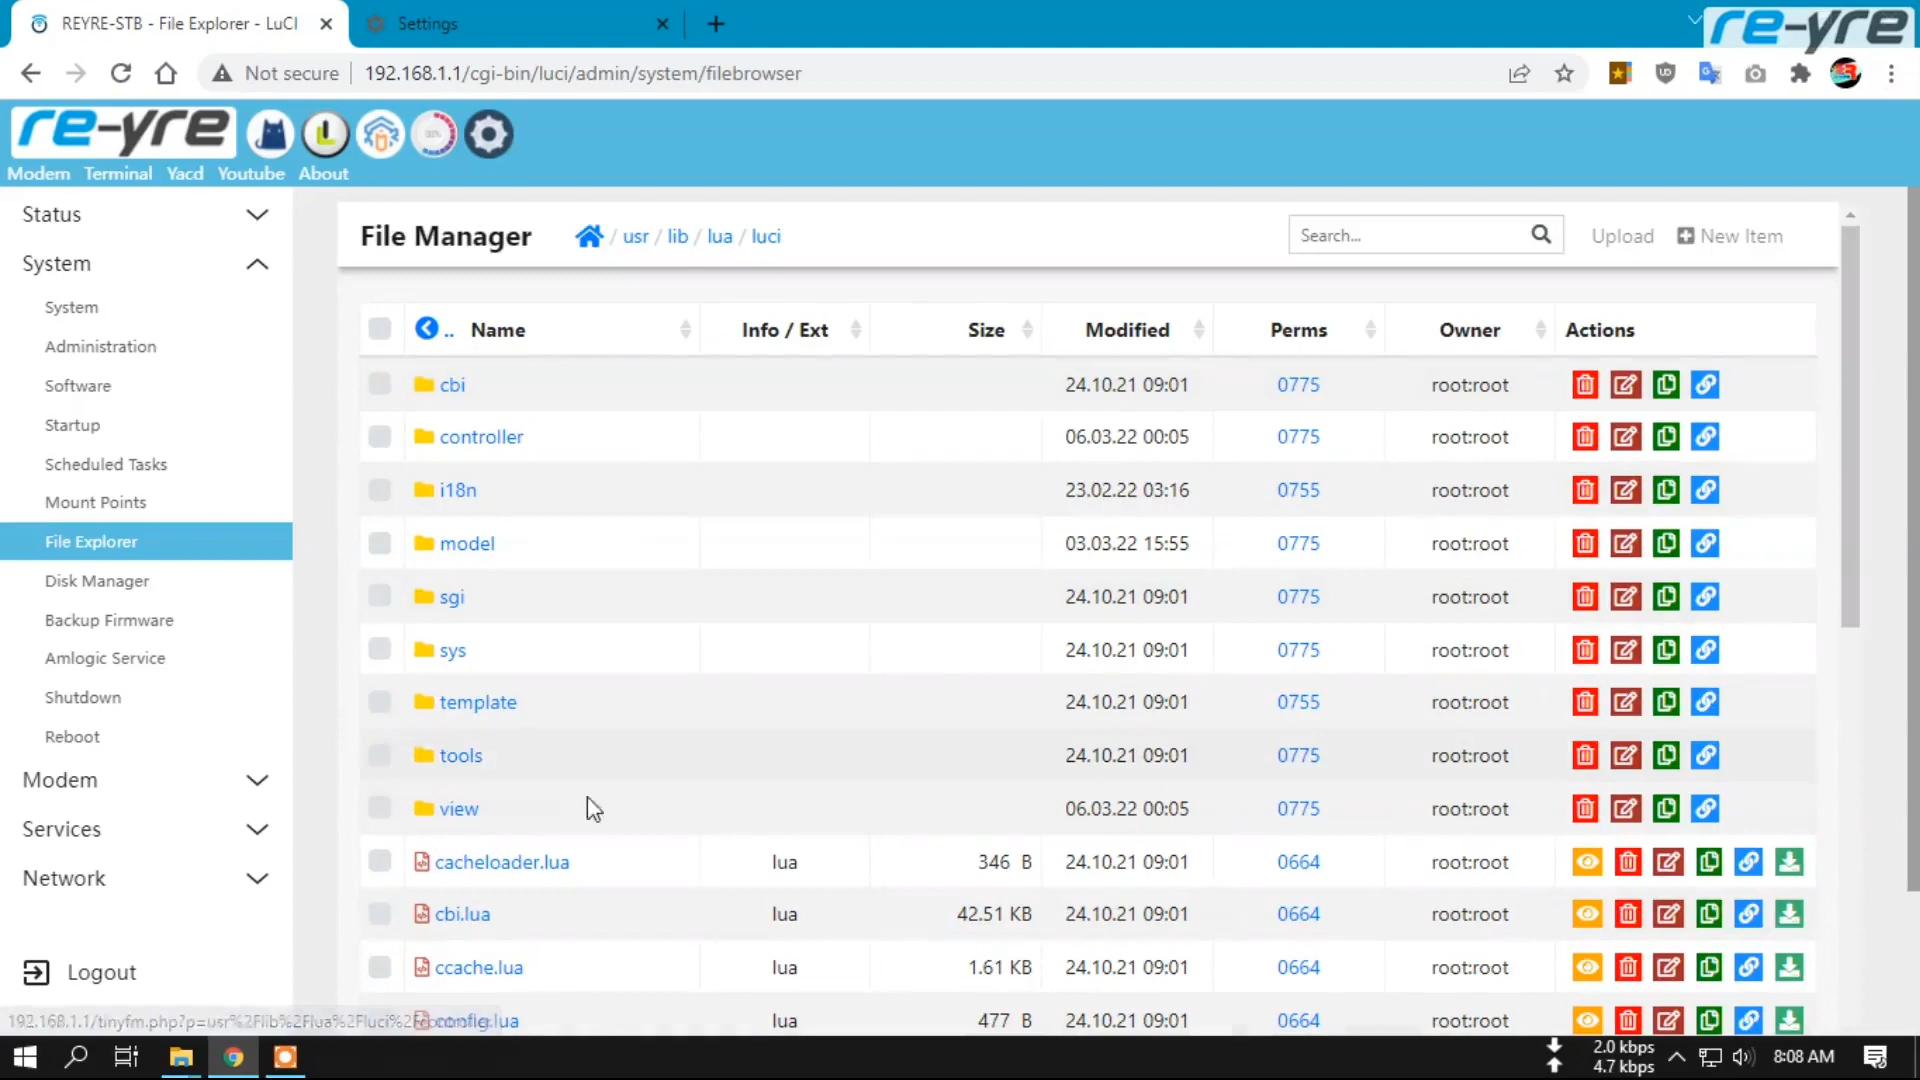 REYRE-STB - File Explorer - LuCI
Settings
re-yre
Not secure
192.168.1.1/cgi-bin/luci/admin/system/filebrowser
re-yre
Modem Terminal Yacd Youtube About
Status
System
System
Administration
Software
Startup
Scheduled Tasks
Mount Points
File Explorer
Disk Manager
Backup Firmware
Amlogic Service
Shutdown
Reboot
Modem
Services
Network
Logout
File Manager / usr / lib / lua / luci Search... Upload New Item
.. Name Info / Ext Size Modified Perms Owner Actions
cbi 24.10.21 09:01 0775 root:root
controller 06.03.22 00:05 0775 root:root
i18n 23.02.22 03:16 0755 root:root
model 03.03.22 15:55 0775 root:root
sgi 24.10.21 09:01 0775 root:root
sys 24.10.21 09:01 0775 root:root
template 24.10.21 09:01 0755 root:root
tools 24.10.21 09:01 0775 root:root
view 06.03.22 00:05 0775 root:root
cacheloader.lua lua 346 B 24.10.21 09:01 0664 root:root
cbi.lua lua 42.51 KB 24.10.21 09:01 0664 root:root
ccache.lua lua 1.61 KB 24.10.21 09:01 0664 root:root
config.lua lua 477 B 24.10.21 09:01 0664 root:root
2.0 kbps
4.7 kbps
8:08 AM